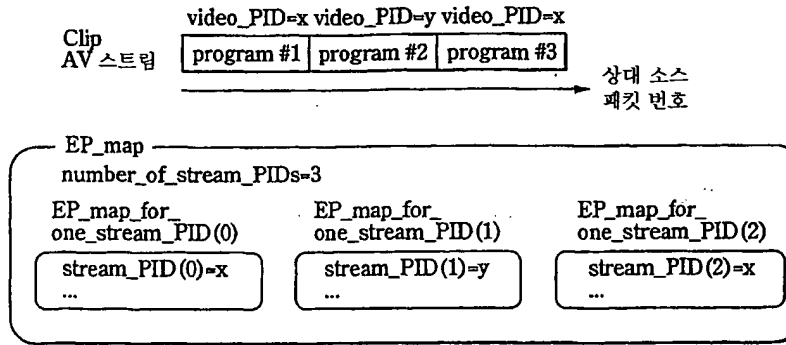 video_PID=x video_PID=y video_PID=x
Clip
AV 스트림
program #1 program #2 program #3
상대 소스
패킷 번호
EP_map
number_of_stream_PIDs=3
EP_map_for_ EP_map_for_ EP_map_for_
one_stream_PID(0) one_stream_PID(1) one_stream_PID(2)
stream_PID(0)=x stream_PID(1)=y stream_PID(2)=x
... ... ...